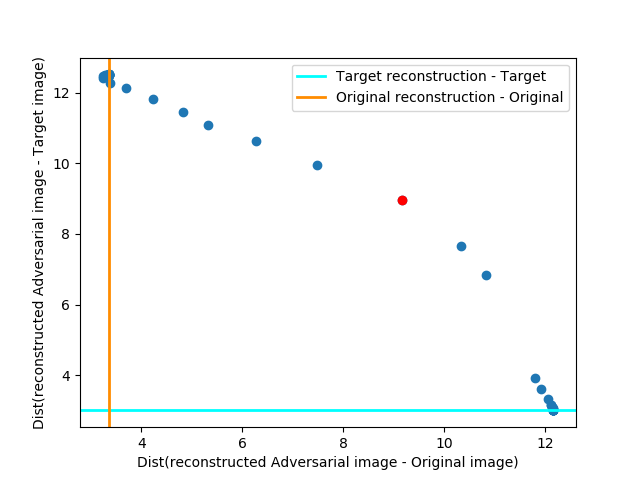 Target reconstruction - Target
Original reconstruction - Original
Dist(reconstructed Adversarial image - Target image)
12
10
8
6
4
4 6 8 10 12
Dist(reconstructed Adversarial image - Original image)